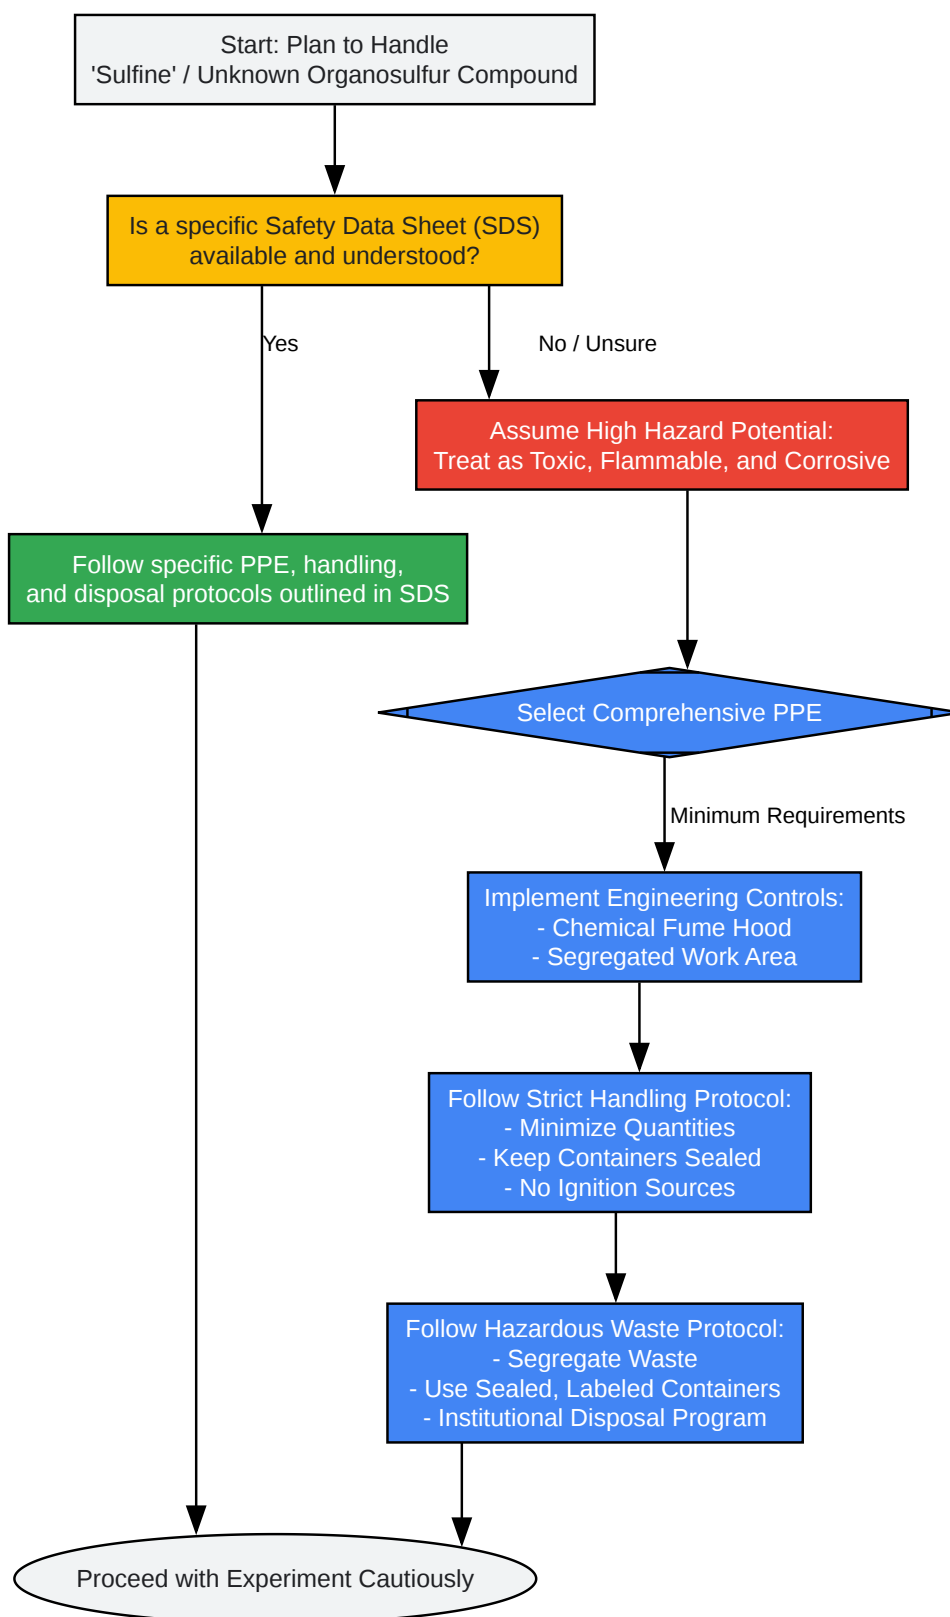 Start: Plan to Handle
'Sulfine' / Unknown Organosulfur Compound
Is a specific Safety Data Sheet (SDS)
available and understood?
Yes
No / Unsure
Assume High Hazard Potential:
Treat as Toxic, Flammable, and Corrosive
Follow specific PPE, handling,
and disposal protocols outlined in SDS
Select Comprehensive PPE
Minimum Requirements
Implement Engineering Controls:
- Chemical Fume Hood
- Segregated Work Area
Follow Strict Handling Protocol:
- Minimize Quantities
- Keep Containers Sealed
- No Ignition Sources
Follow Hazardous Waste Protocol:
- Segregate Waste
- Use Sealed, Labeled Containers
- Institutional Disposal Program
Proceed with Experiment Cautiously